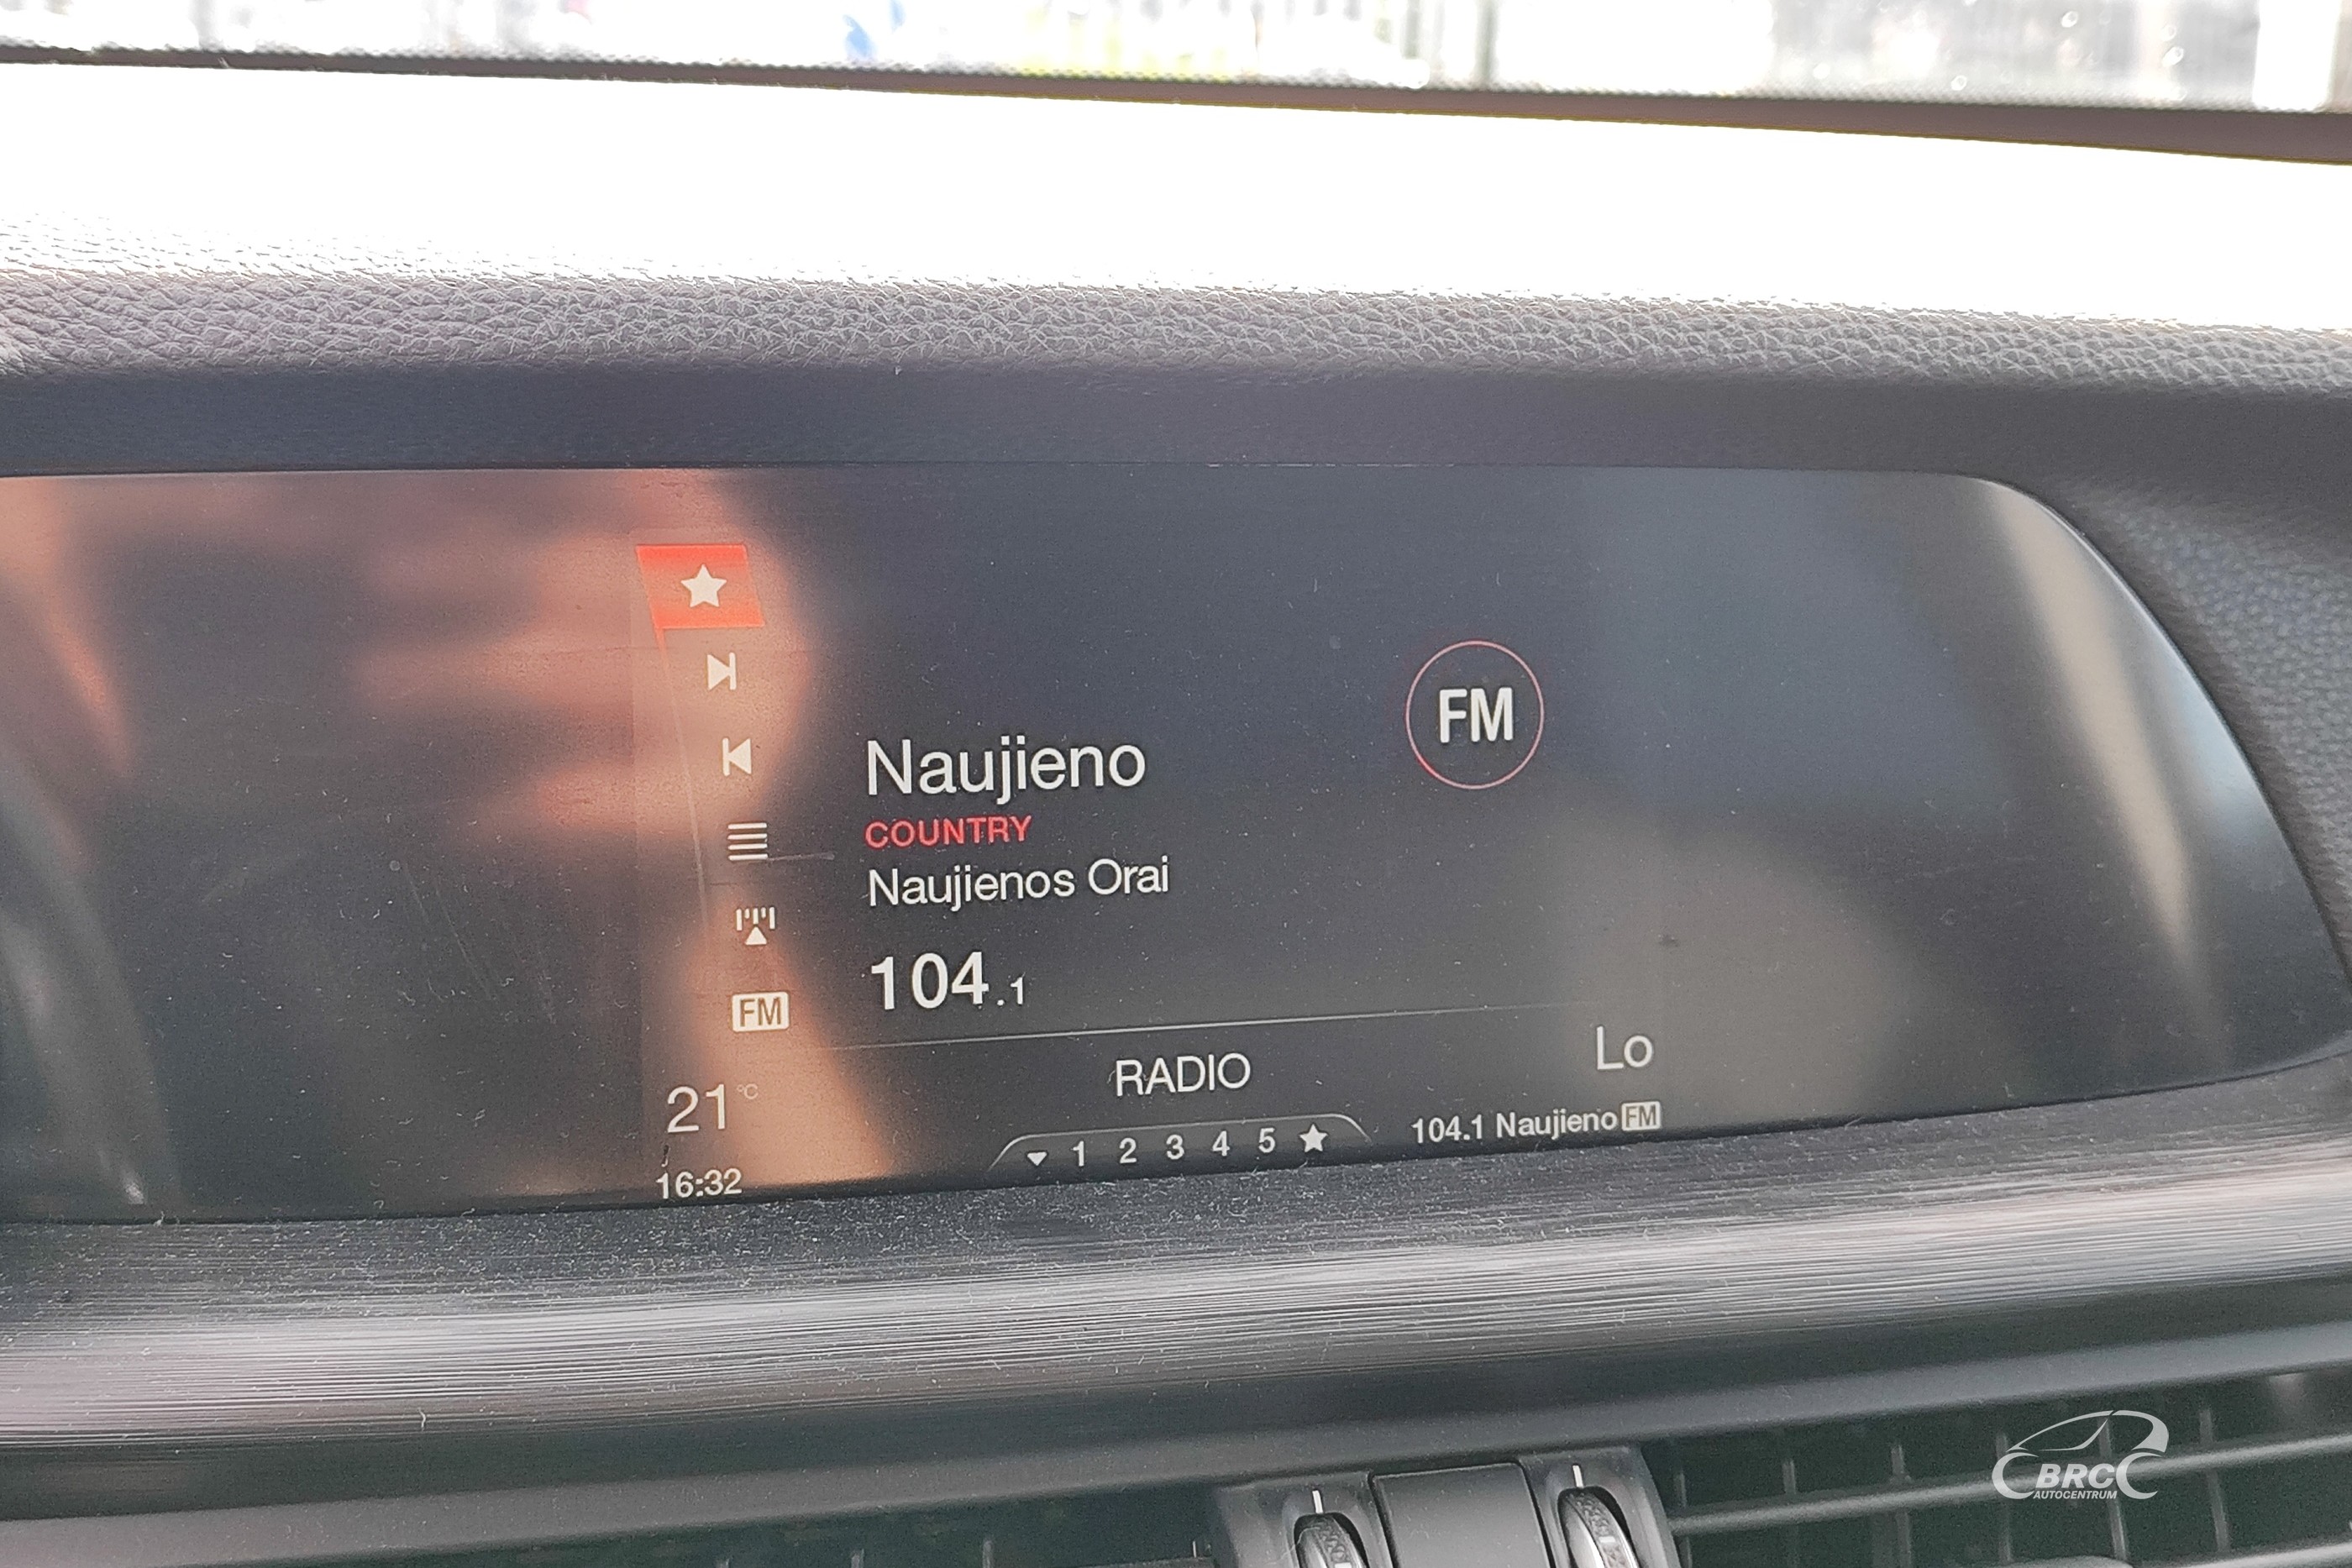 FM
Naujieno
COUNTRY
Naujienos Orai
104.1
FM
RADIO
Lo
21°C
1 2 3 4 5
104.1 Naujieno FM
16:32
BRC
AUTOCENTRUM